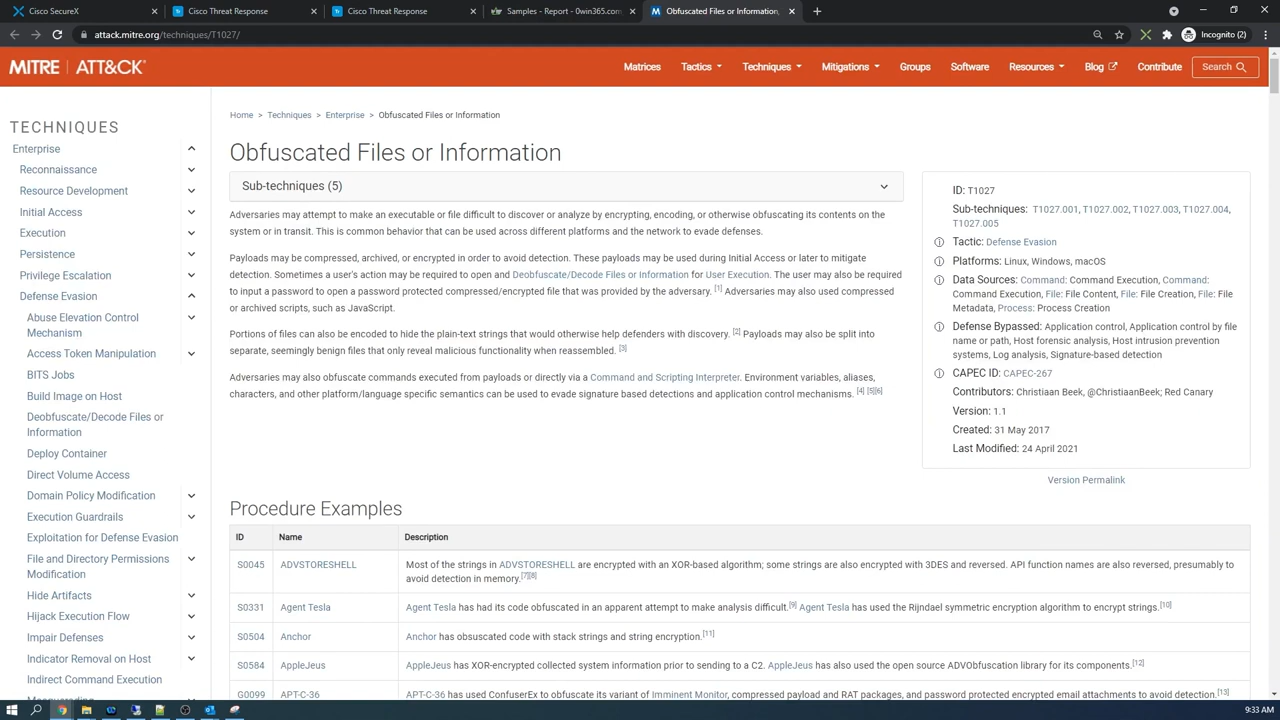 Cisco SecureX
Cisco Threat Response
Cisco Threat Response
Samples - Report - 0win365.com
Obfuscated Files or Information,
attack.mitre.org/techniques/T1027/
Incognito (2)
MITRE | ATT&CK®
Matrices
Tactics
Techniques
Mitigations
Groups
Software
Resources
Blog
Contribute
Search
TECHNIQUES
Enterprise
Reconnaissance
Resource Development
Initial Access
Execution
Persistence
Privilege Escalation
Defense Evasion
Abuse Elevation Control
Mechanism
Access Token Manipulation
BITS Jobs
Build Image on Host
Deobfuscate/Decode Files or
Information
Deploy Container
Direct Volume Access
Domain Policy Modification
Execution Guardrails
Exploitation for Defense Evasion
File and Directory Permissions
Modification
Hide Artifacts
Hijack Execution Flow
Impair Defenses
Indicator Removal on Host
Indirect Command Execution
Home > Techniques > Enterprise > Obfuscated Files or Information
Obfuscated Files or Information
Sub-techniques (5)
Adversaries may attempt to make an executable or file difficult to discover or analyze by encrypting, encoding, or otherwise obfuscating its contents on the
system or in transit. This is common behavior that can be used across different platforms and the network to evade defenses.
Payloads may be compressed, archived, or encrypted in order to avoid detection. These payloads may be used during Initial Access or later to mitigate
detection. Sometimes a user's action may be required to open and Deobfuscate/Decode Files or Information for User Execution. The user may also be required
to input a password to open a password protected compressed/encrypted file that was provided by the adversary. [1] Adversaries may also used compressed
or archived scripts, such as JavaScript.
Portions of files can also be encoded to hide the plain-text strings that would otherwise help defenders with discovery. [2] Payloads may also be split into
separate, seemingly benign files that only reveal malicious functionality when reassembled. [3]
Adversaries may also obfuscate commands executed from payloads or directly via a Command and Scripting Interpreter. Environment variables, aliases,
characters, and other platform/language specific semantics can be used to evade signature based detections and application control mechanisms. [4] [5][6]
ID: T1027
Sub-techniques: T1027.001, T1027.002, T1027.003, T1027.004,
T1027.005
Tactic: Defense Evasion
Platforms: Linux, Windows, macOS
Data Sources: Command: Command Execution, Command:
Command Execution, File: File Content, File: File Creation, File: File
Metadata, Process: Process Creation
Defense Bypassed: Application control, Application control by file
name or path, Host forensic analysis, Host intrusion prevention
systems, Log analysis, Signature-based detection
CAPEC ID: CAPEC-267
Contributors: Christiaan Beek, @ChristiaanBeek; Red Canary
Version: 1.1
Created: 31 May 2017
Last Modified: 24 April 2021
Version Permalink
Procedure Examples
ID Name Description
S0045 ADVSTORESHELL Most of the strings in ADVSTORESHELL are encrypted with an XOR-based algorithm; some strings are also encrypted with 3DES and reversed. API function names are also reversed, presumably to
avoid detection in memory.[7][8]
S0331 Agent Tesla Agent Tesla has had its code obfuscated in an apparent attempt to make analysis difficult.[9] Agent Tesla has used the Rijndael symmetric encryption algorithm to encrypt strings.[10]
S0504 Anchor Anchor has obsuscated code with stack strings and string encryption.[11]
S0584 AppleJeus AppleJeus has XOR-encrypted collected system information prior to sending to a C2. AppleJeus has also used the open source ADVObfuscation library for its components.[12]
G0099 APT-C-36 APT-C-36 has used ConfuserEx to obfuscate its variant of Imminent Monitor, compressed payload and RAT packages, and password protected encrypted email attachments to avoid detection.[13]
9:33 AM